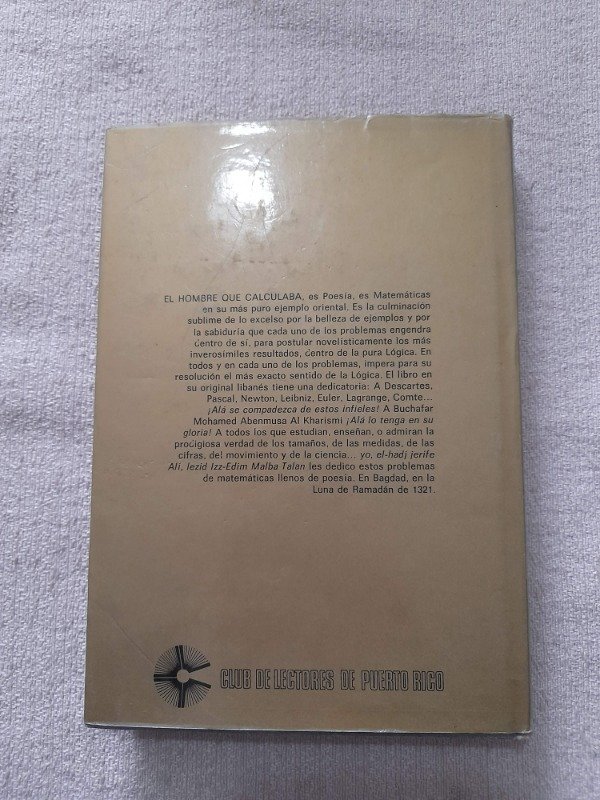 EL HOMBRE QUE CALCULABA, es Poesía, es Matemáticas
en su más puro ejemplo oriental. Es la culminación
sublime de lo excelso por la belleza de ejemplos y por
la sabiduría que cada uno de los problemas engendra
dentro de sí, para postular novelísticamente los más
inverosímiles resultados, dentro de la pura Lógica. En
todos y en cada uno de los problemas, impera para su
resolución el más exacto sentido de la Lógica. El libro en
su original libanés tiene una dedicatoria: A Descartes,
Pascal, Newton, Leibniz, Euler, Lagrange, Comte...
¡Alá se compadezca de estos infieles! A Buchafar
Mohamed Abenmusa Al Kharismi ¡Alá lo tenga en su
gloria! A todos los que estudian, enseñan, o admiran la
prodigiosa verdad de los tamaños, de las medidas, de las
cifras, del movimiento y de la ciencia... yo, el-hadj jerife
Ali, Iezid Izz-Edim Malba Talan les dedico estos problemas
de matemáticas llenos de poesía. En Bagdad, en la
Luna de Ramadán de 1321.
CLUB DE LECTORES DE PUERTO RICO